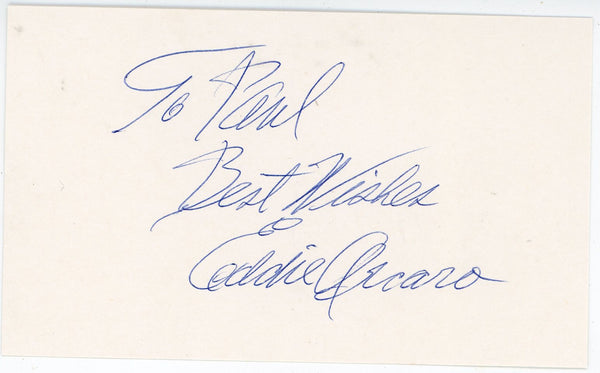 To Paul
Best Wishes
Eddie Arcaro